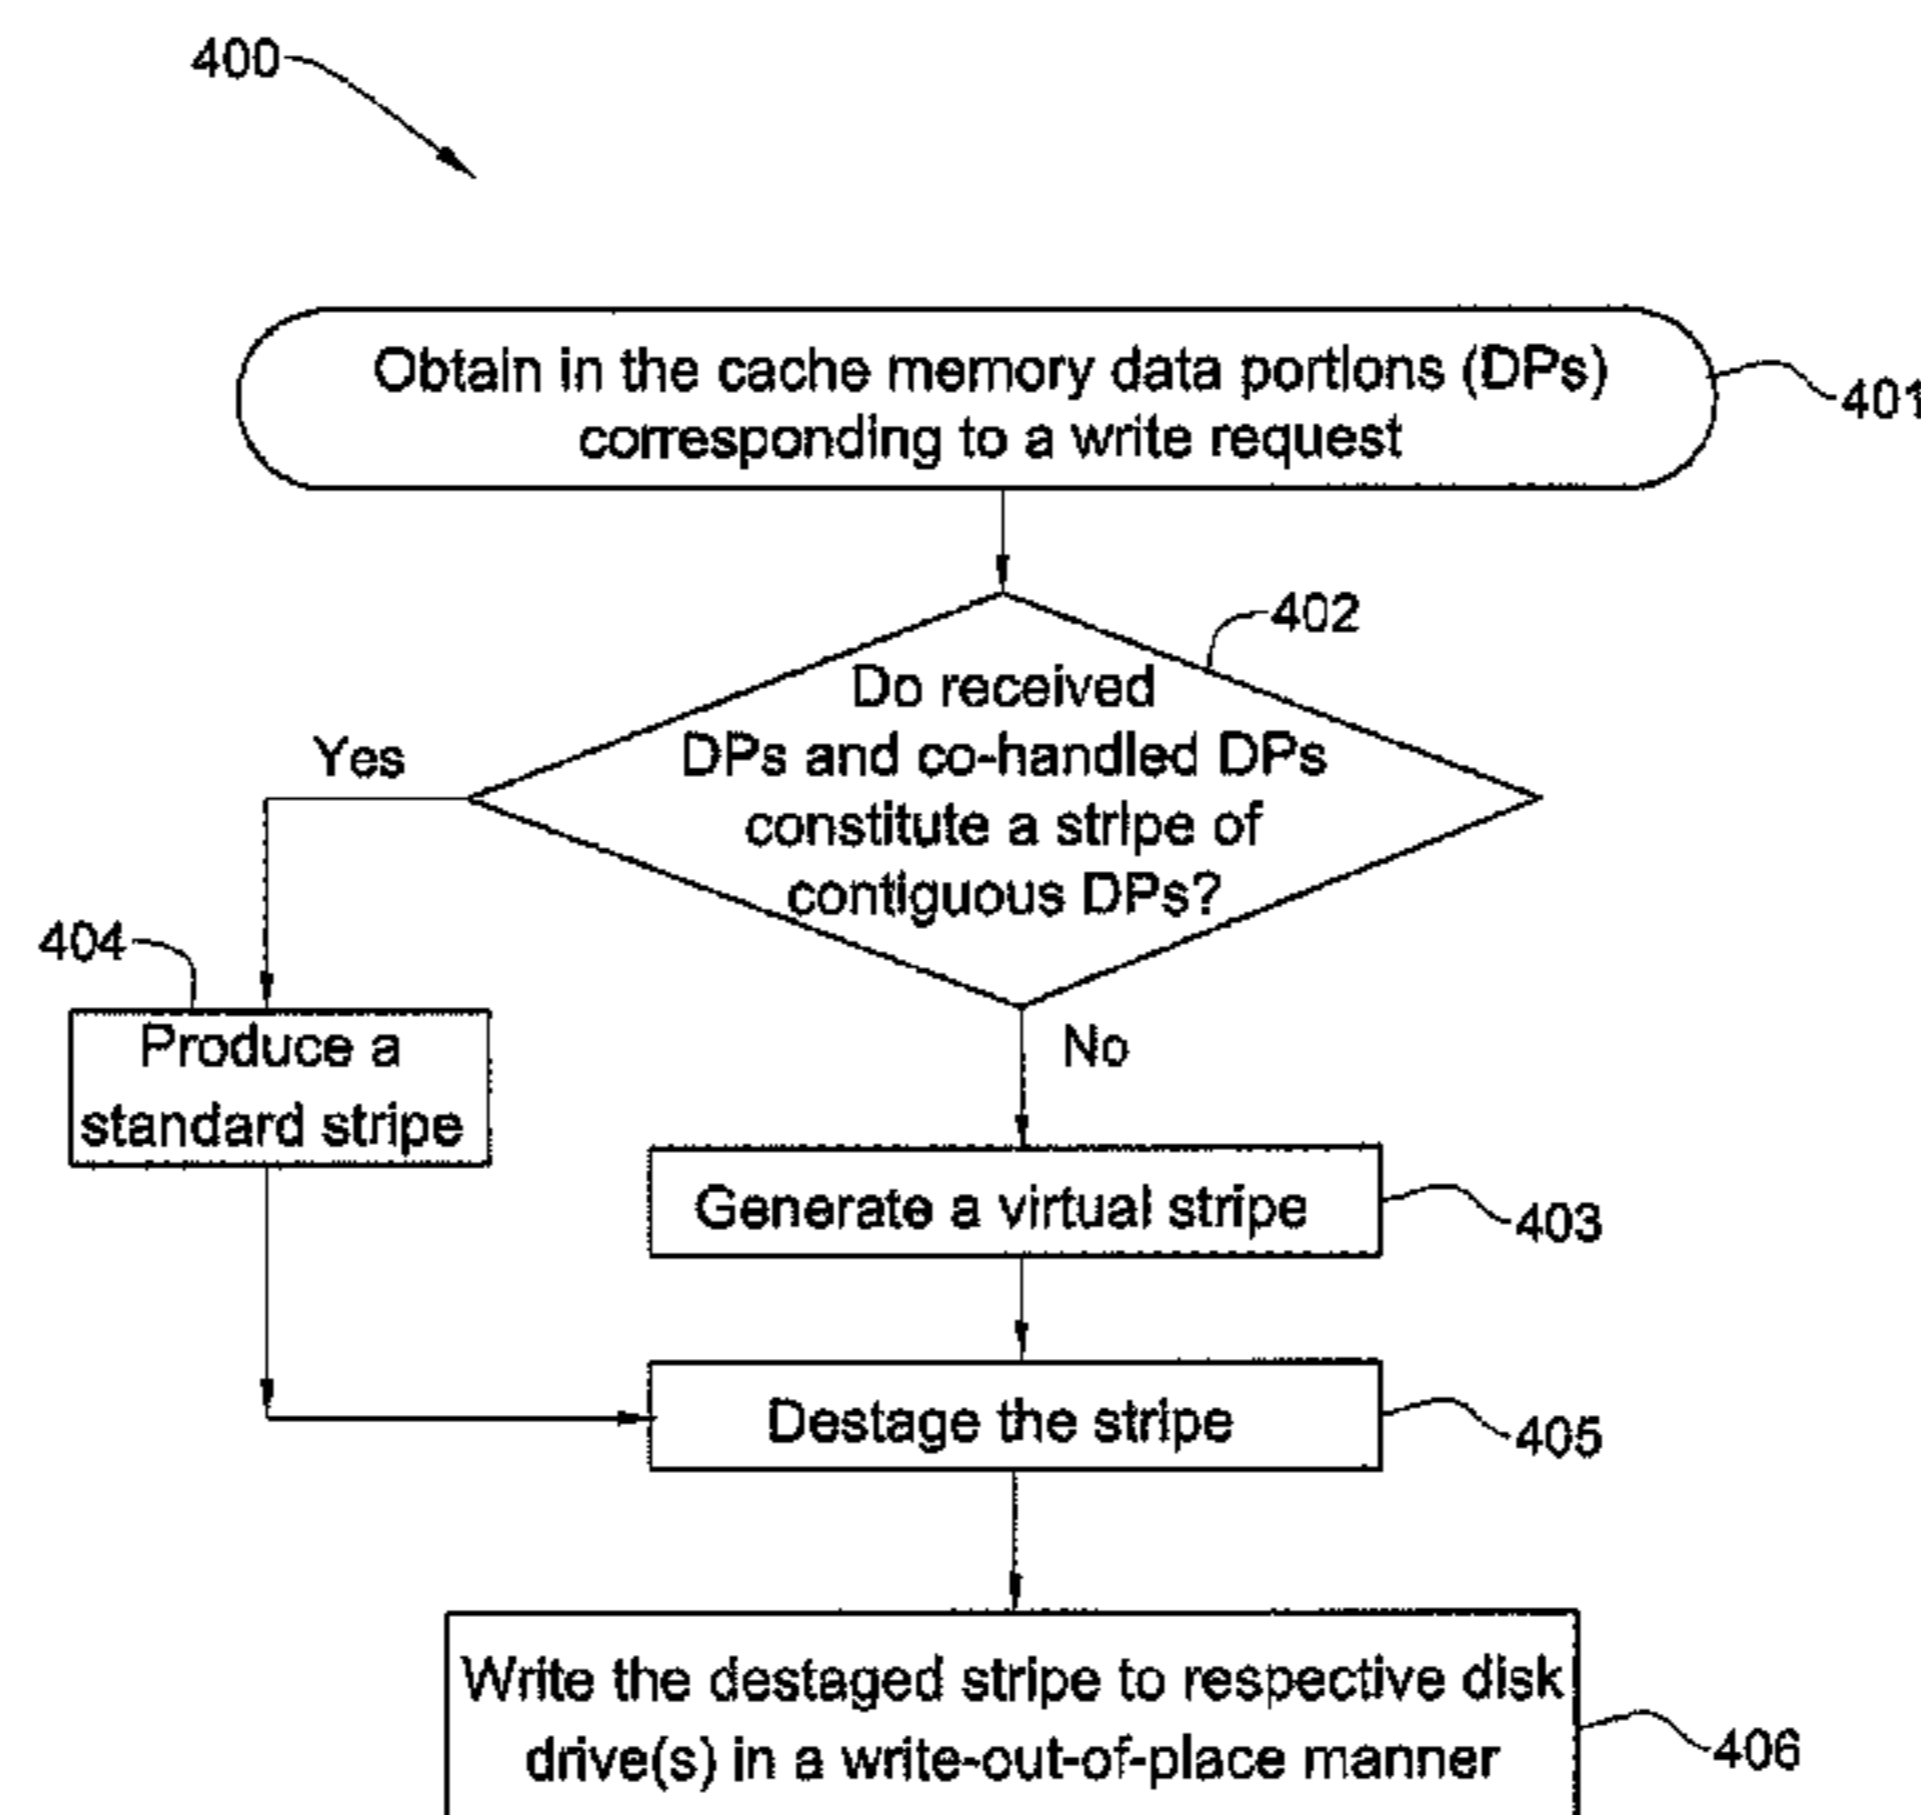 400
Obtain in the cache memory data portions (DPs)
corresponding to a write request
401
402
Do received
DPs and co-handled DPs
constitute a stripe of
contiguous DPs?
Yes
404
Produce a
standard stripe
No
Generate a virtual stripe
403
Destage the stripe
405
Write the destaged stripe to respective disk
drive(s) in a write-out-of-place manner
406